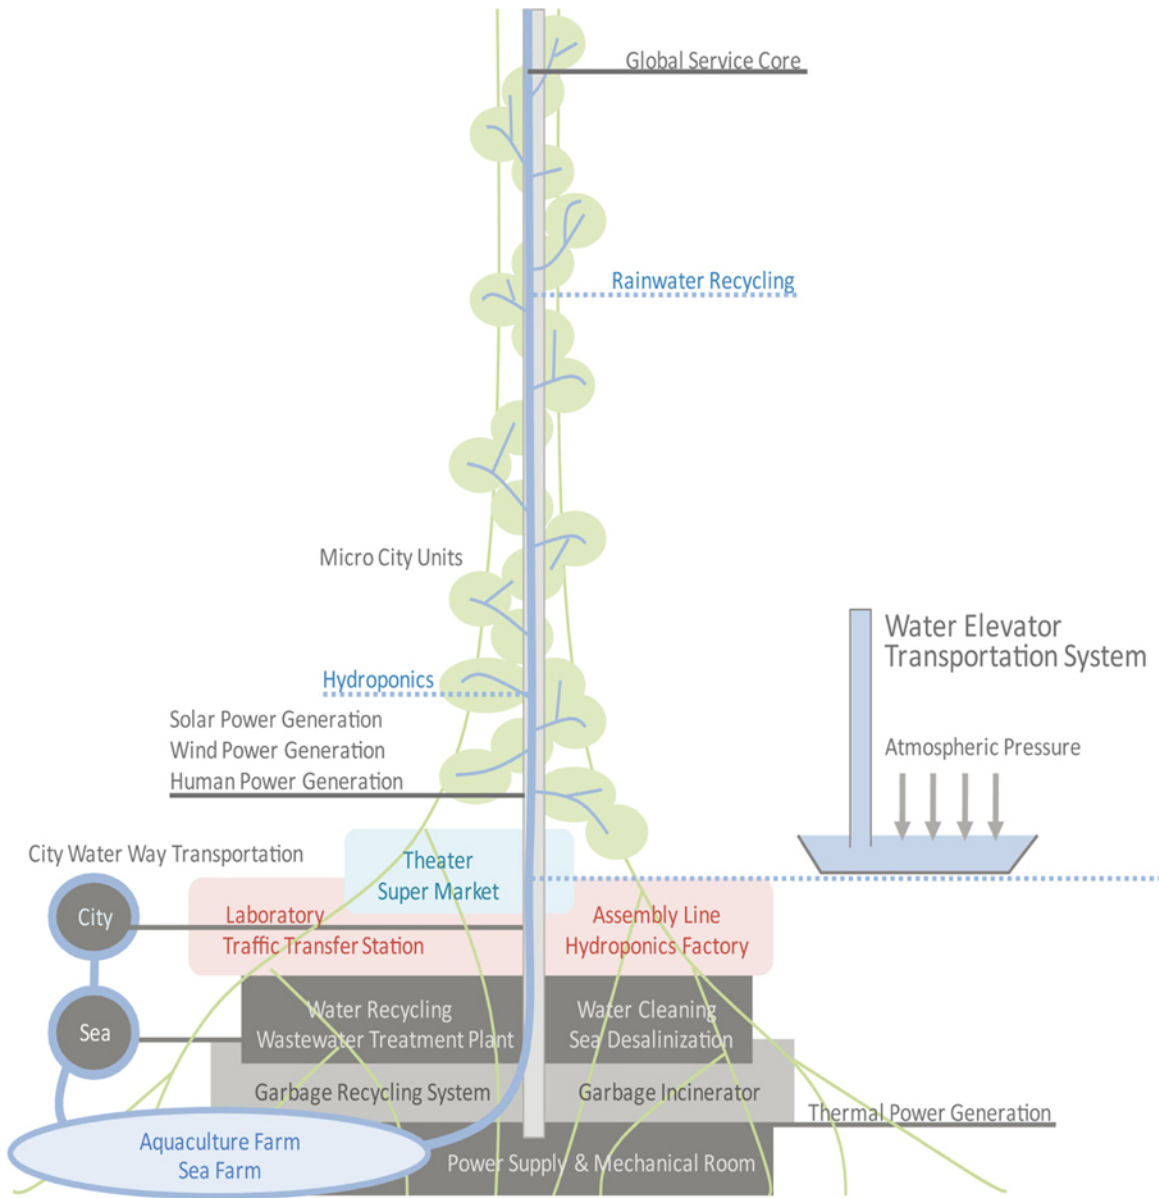 Global Service Core
Rainwater Recycling
Micro City Units
Water Elevator
Transportation System
Hydroponics
Solar Power Generation
Wind Power Generation
Human Power Generation
Atmospheric Pressure
City Water Way Transportation
Theater
Super Market
City
Laboratory
Traffic Transfer Station
Assembly Line
Hydroponics Factory
Sea
Water Recycling
Wastewater Treatment Plant
Water Cleaning
Sea Desalinization
Garbage Recycling System
Garbage Incinerator
Thermal Power Generation
Aquaculture Farm
Sea Farm
Power Supply & Mechanical Room